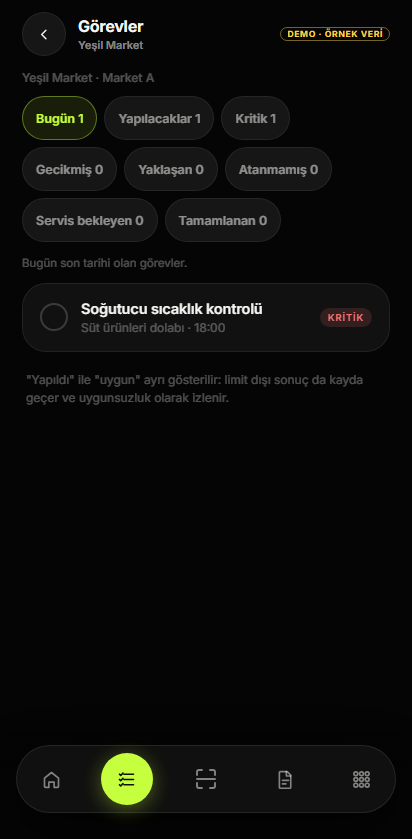 Görevler
Yeşil Market
DEMO · ÖRNEK VERİ
Yeşil Market · Market A
Bugün 1
Yapılacaklar 1
Kritik 1
Gecikmiş 0
Yaklaşan 0
Atanmamış 0
Servis bekleyen 0
Tamamlanan 0
Bugün son tarihi olan görevler.
Soğutucu sıcaklık kontrolü
Süt ürünleri dolabı · 18:00
KRİTİK
"Yapıldı" ile "uygun" ayrı gösterilir: limit dışı sonuç da kayda
geçer ve uygunsuzluk olarak izlenir.